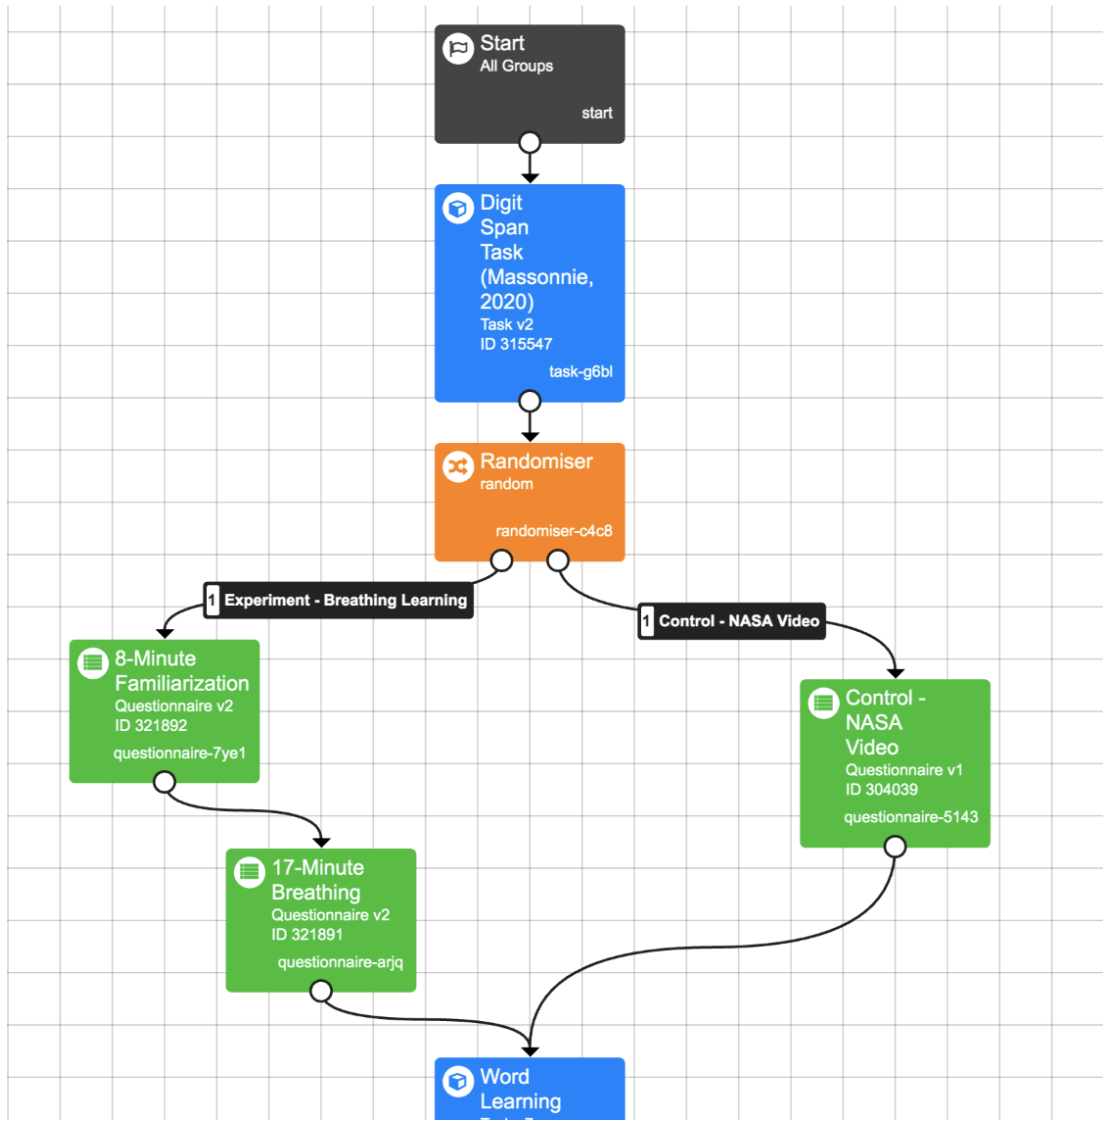 Start
All Groups
start
Digit
Span
Task
(Massonnie,
2020)
Task v2
ID 315547
task-g6bl
Randomiser
random
randomiser-c4c8
1 Experiment - Breathing Learning
1 Control - NASA Video
8-Minute
Familiarization
Questionnaire v2
ID 321892
questionnaire-7ye1
Control -
NASA
Video
Questionnaire v1
ID 304039
questionnaire-5143
17-Minute
Breathing
Questionnaire v2
ID 321891
questionnaire-arjq
Word
Learning